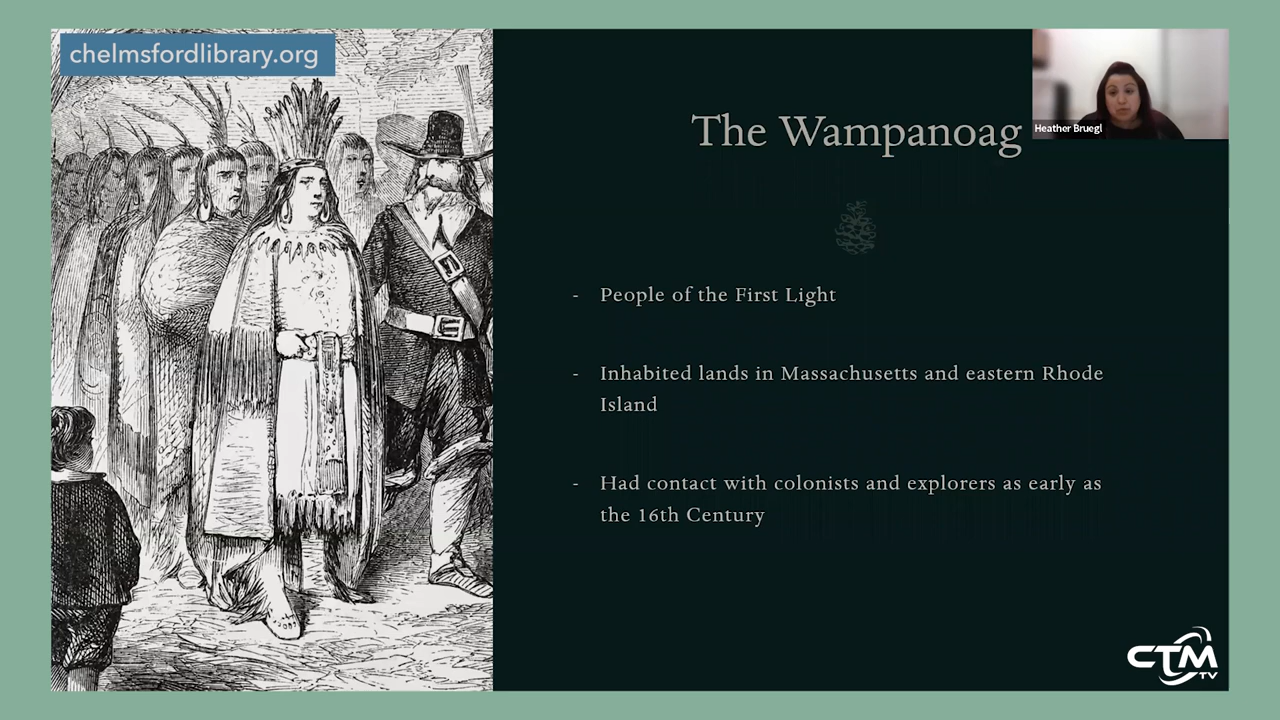 chelmsfordlibrary.org
The Wampanoag
Heather Bruegl
- People of the First Light
- Inhabited lands in Massachusetts and eastern Rhode
Island
- Had contact with colonists and explorers as early as
the 16th Century
CTM
TV